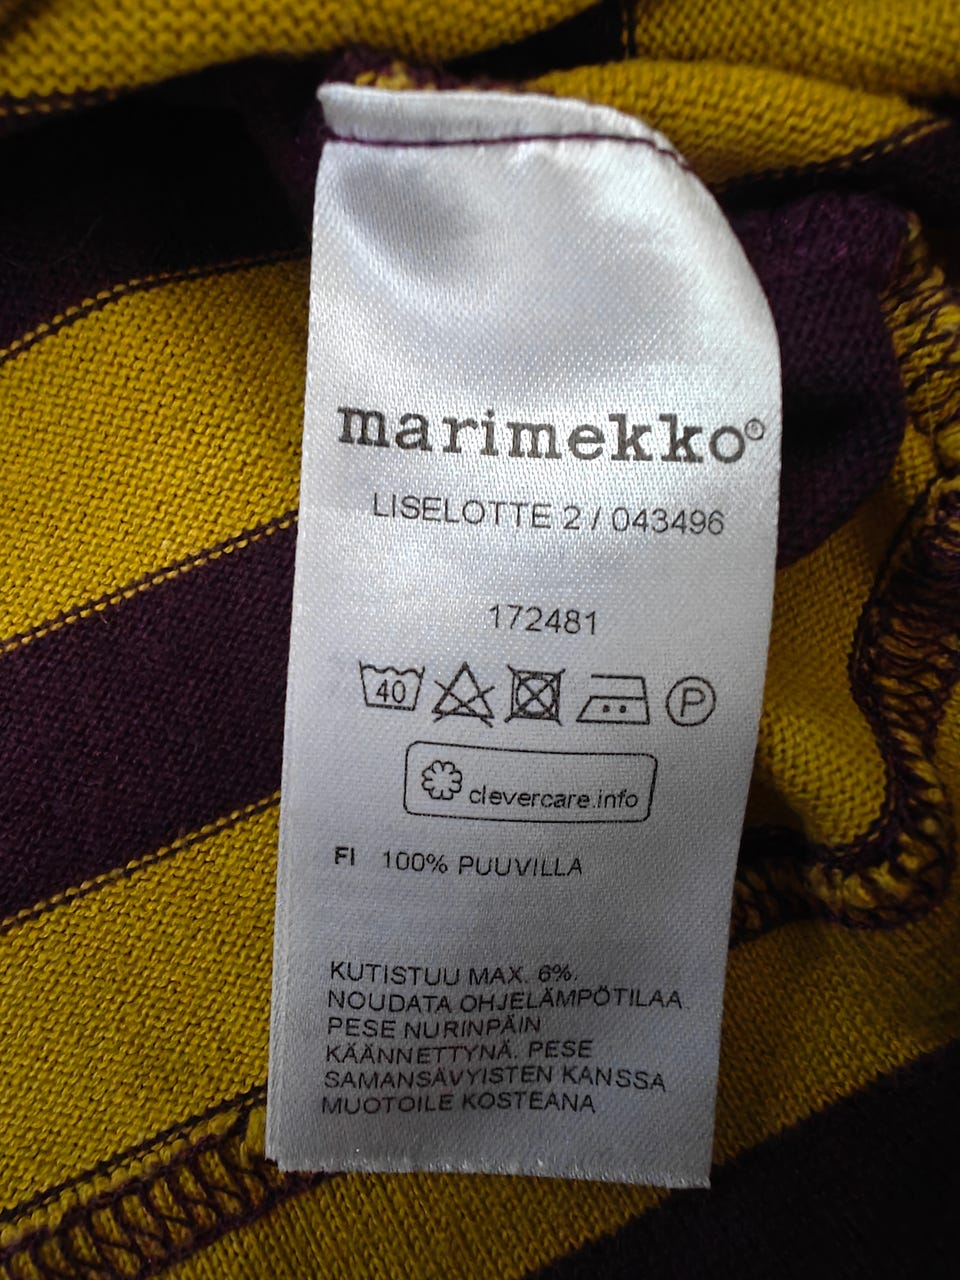 marimekko®
LISELOTTE 2 / 043496
172481
40 P
clevercare.info
FI 100% PUUVILLA
KUTISTUU MAX. 6%.
NOUDATA OHJELÄMPÖTILAA.
PESE NURINPÄIN
KÄÄNNETTYNÄ. PESE
SAMANSÄVYISTEN KANSSA
MUOTOILE KOSTEANA